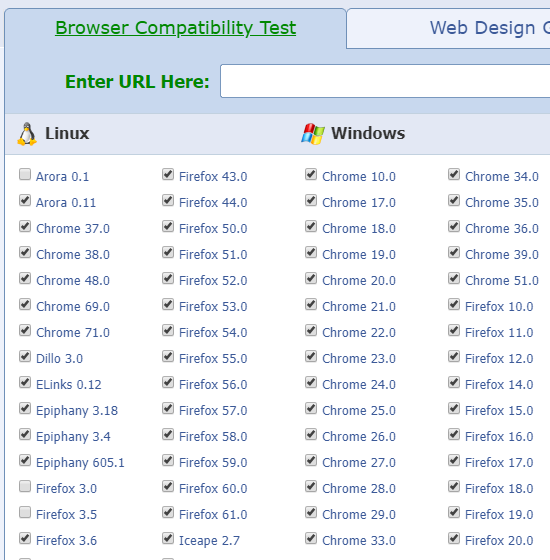 Browser Compatibility Test
Web Design G
Enter URL Here:
Linux
Windows
Arora 0.1
Firefox 43.0
Chrome 10.0
Chrome 34.0
Arora 0.11
Firefox 44.0
Chrome 17.0
Chrome 35.0
Chrome 37.0
Firefox 50.0
Chrome 18.0
Chrome 36.0
Chrome 38.0
Firefox 51.0
Chrome 19.0
Chrome 39.0
Chrome 48.0
Firefox 52.0
Chrome 20.0
Chrome 51.0
Chrome 69.0
Firefox 53.0
Chrome 21.0
Firefox 10.0
Chrome 71.0
Firefox 54.0
Chrome 22.0
Firefox 11.0
Dillo 3.0
Firefox 55.0
Chrome 23.0
Firefox 12.0
ELinks 0.12
Firefox 56.0
Chrome 24.0
Firefox 14.0
Epiphany 3.18
Firefox 57.0
Chrome 25.0
Firefox 15.0
Epiphany 3.4
Firefox 58.0
Chrome 26.0
Firefox 16.0
Epiphany 605.1
Firefox 59.0
Chrome 27.0
Firefox 17.0
Firefox 3.0
Firefox 60.0
Chrome 28.0
Firefox 18.0
Firefox 3.5
Firefox 61.0
Chrome 29.0
Firefox 19.0
Firefox 3.6
Iceape 2.7
Chrome 33.0
Firefox 20.0